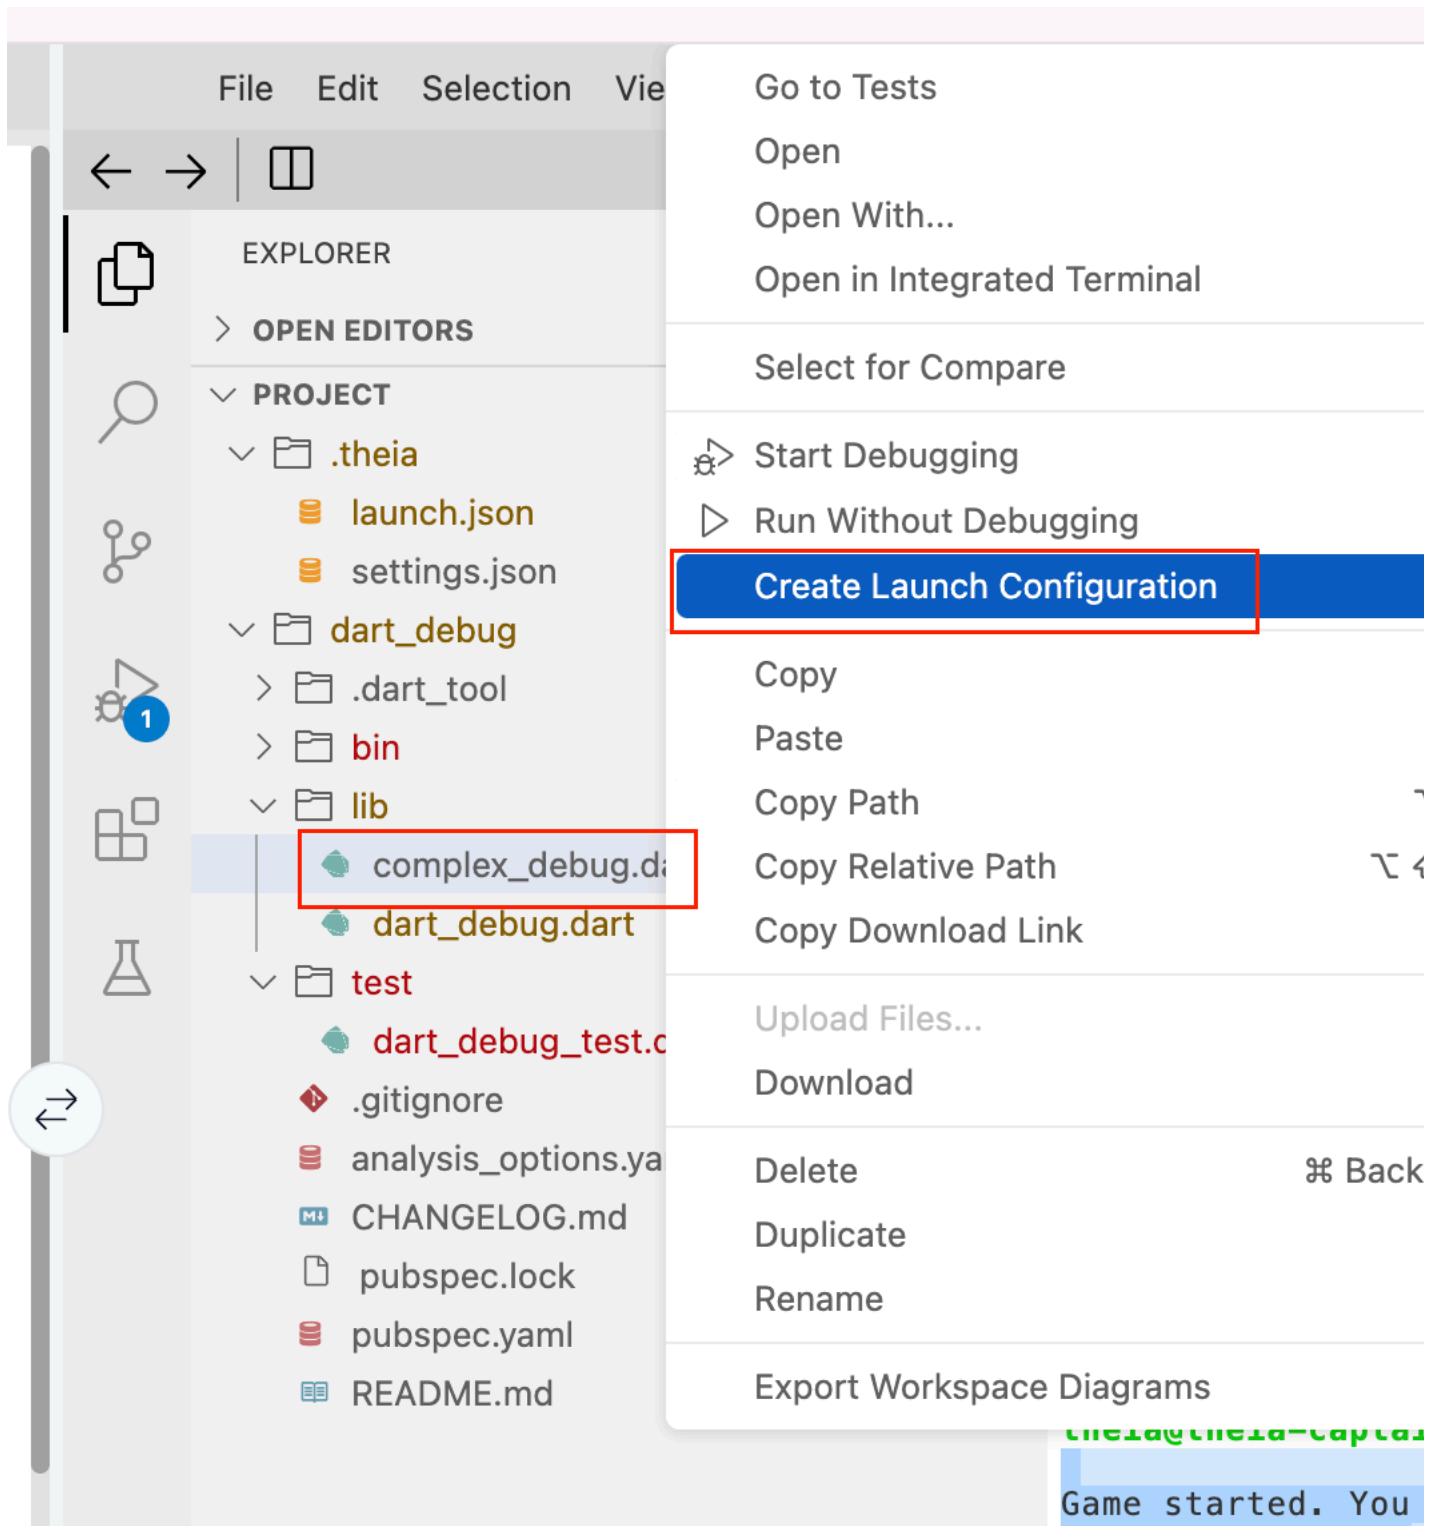 File Edit Selection Vie
EXPLORER
OPEN EDITORS
PROJECT
.theia
launch.json
settings.json
dart_debug
.dart_tool
bin
lib
complex_debug.da
dart_debug.dart
test
dart_debug_test.d
.gitignore
analysis_options.ya
CHANGELOG.md
pubspec.lock
pubspec.yaml
README.md
1
Go to Tests
Open
Open With...
Open in Integrated Terminal
Select for Compare
Start Debugging
Run Without Debugging
Create Launch Configuration
Copy
Paste
Copy Path
Copy Relative Path ⌥
Copy Download Link
Upload Files...
Download
Delete ⌘ Back
Duplicate
Rename
Export Workspace Diagrams
theia@theia-captai
Game started. You